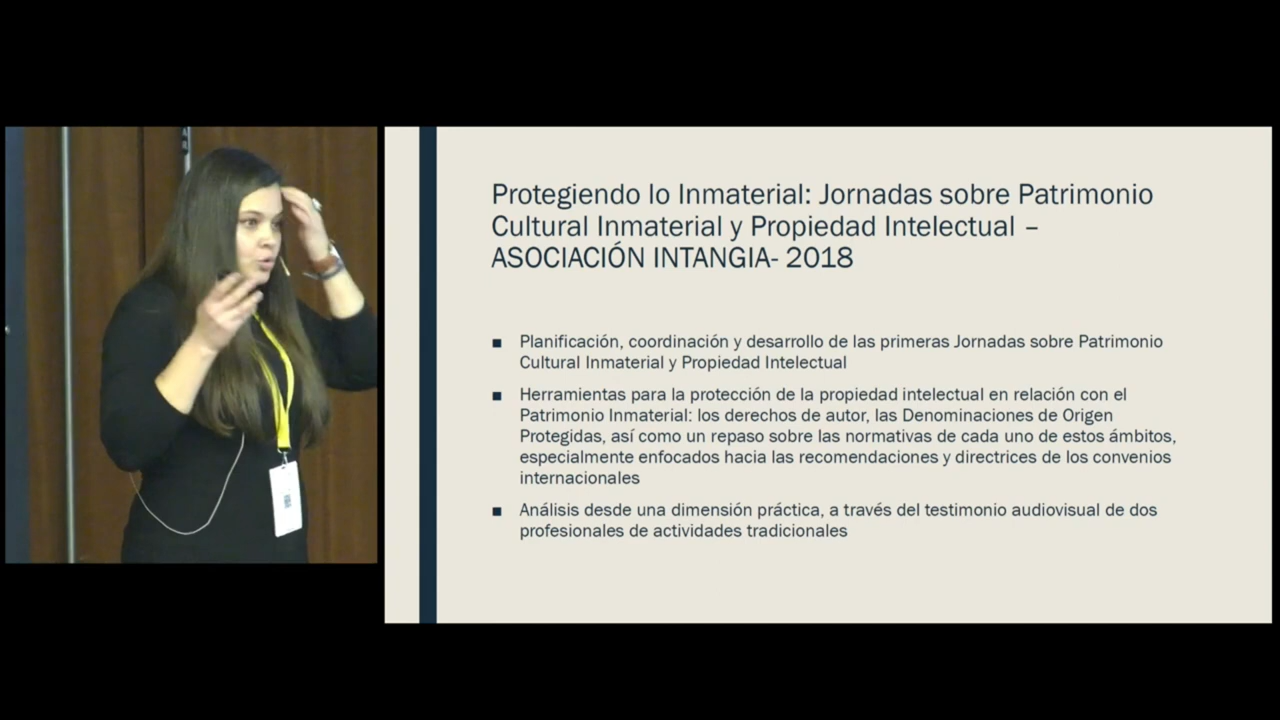 Protegiendo lo Inmaterial: Jornadas sobre Patrimonio
Cultural Inmaterial y Propiedad Intelectual –
ASOCIACIÓN INTANGIA- 2018
■ Planificación, coordinación y desarrollo de las primeras Jornadas sobre Patrimonio
Cultural Inmaterial y Propiedad Intelectual
■ Herramientas para la protección de la propiedad intelectual en relación con el
Patrimonio Inmaterial: los derechos de autor, las Denominaciones de Origen
Protegidas, así como un repaso sobre las normativas de cada uno de estos ámbitos,
especialmente enfocados hacia las recomendaciones y directrices de los convenios
internacionales
■ Análisis desde una dimensión práctica, a través del testimonio audiovisual de dos
profesionales de actividades tradicionales